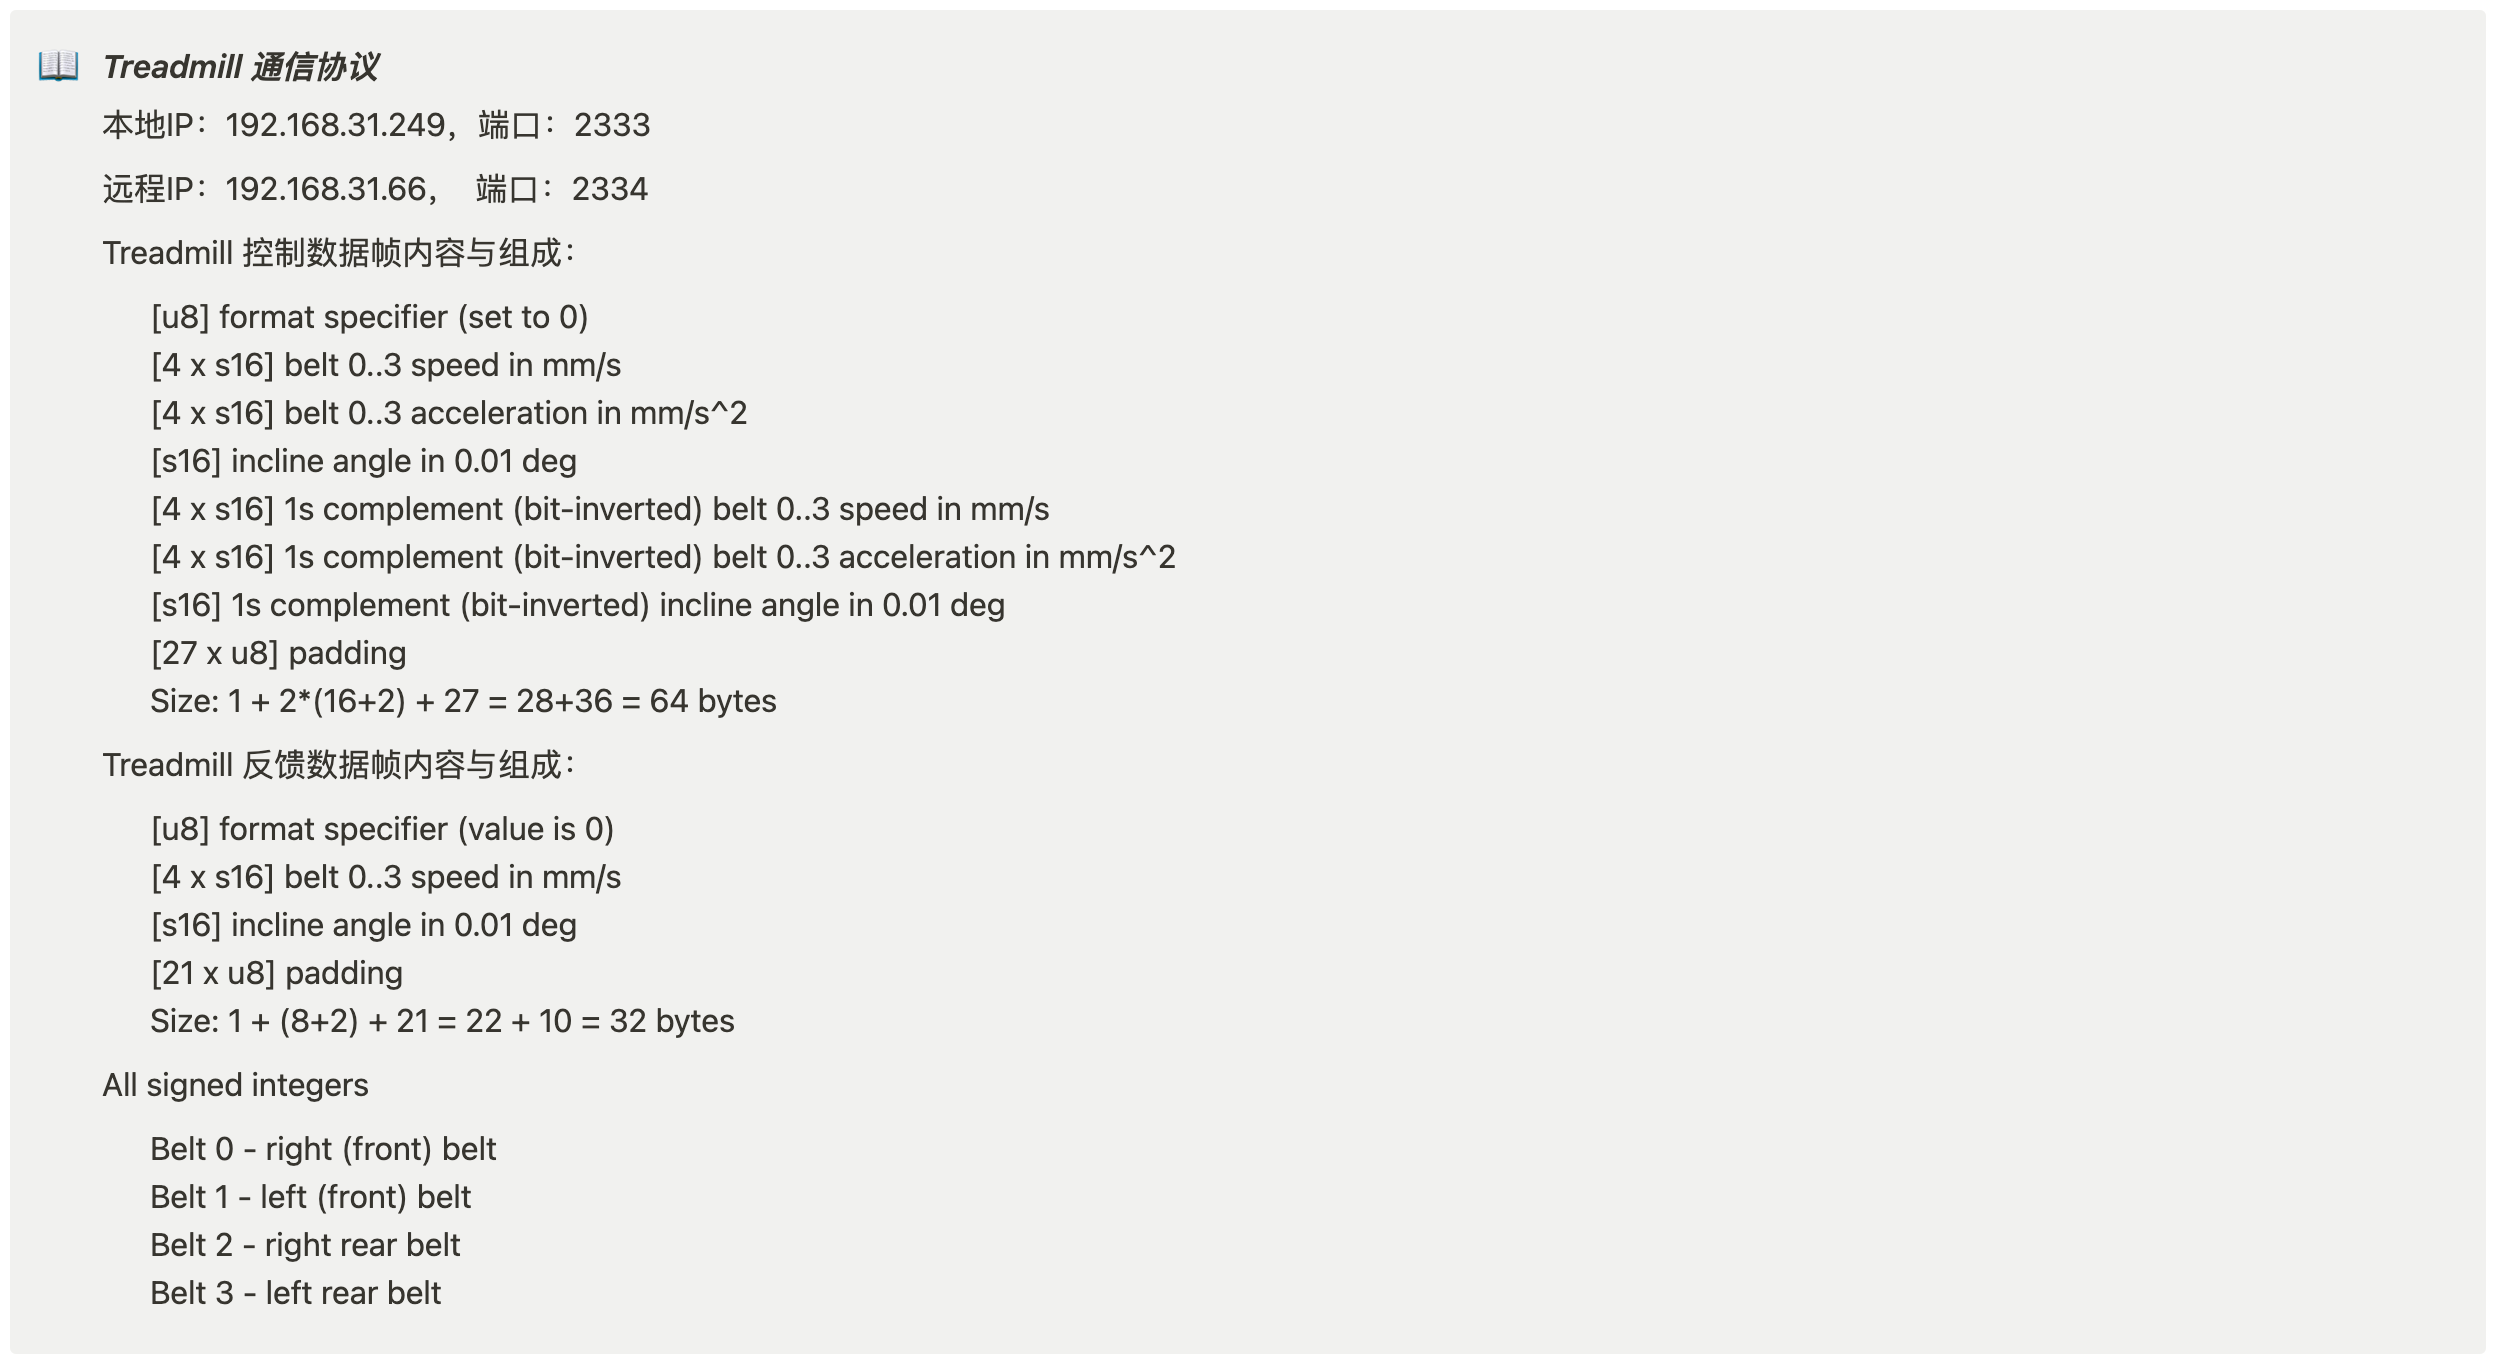 Treadmill 通信协议
本地IP：192.168.31.249，端口：2333
远程IP：192.168.31.66， 端口：2334
Treadmill 控制数据帧内容与组成：
[u8] format specifier (set to 0)
[4 x s16] belt 0..3 speed in mm/s
[4 x s16] belt 0..3 acceleration in mm/s^2
[s16] incline angle in 0.01 deg
[4 x s16] 1s complement (bit-inverted) belt 0..3 speed in mm/s
[4 x s16] 1s complement (bit-inverted) belt 0..3 acceleration in mm/s^2
[s16] 1s complement (bit-inverted) incline angle in 0.01 deg
[27 x u8] padding
Size: 1 + 2*(16+2) + 27 = 28+36 = 64 bytes
Treadmill 反馈数据帧内容与组成：
[u8] format specifier (value is 0)
[4 x s16] belt 0..3 speed in mm/s
[s16] incline angle in 0.01 deg
[21 x u8] padding
Size: 1 + (8+2) + 21 = 22 + 10 = 32 bytes
All signed integers
Belt 0 - right (front) belt
Belt 1 - left (front) belt
Belt 2 - right rear belt
Belt 3 - left rear belt